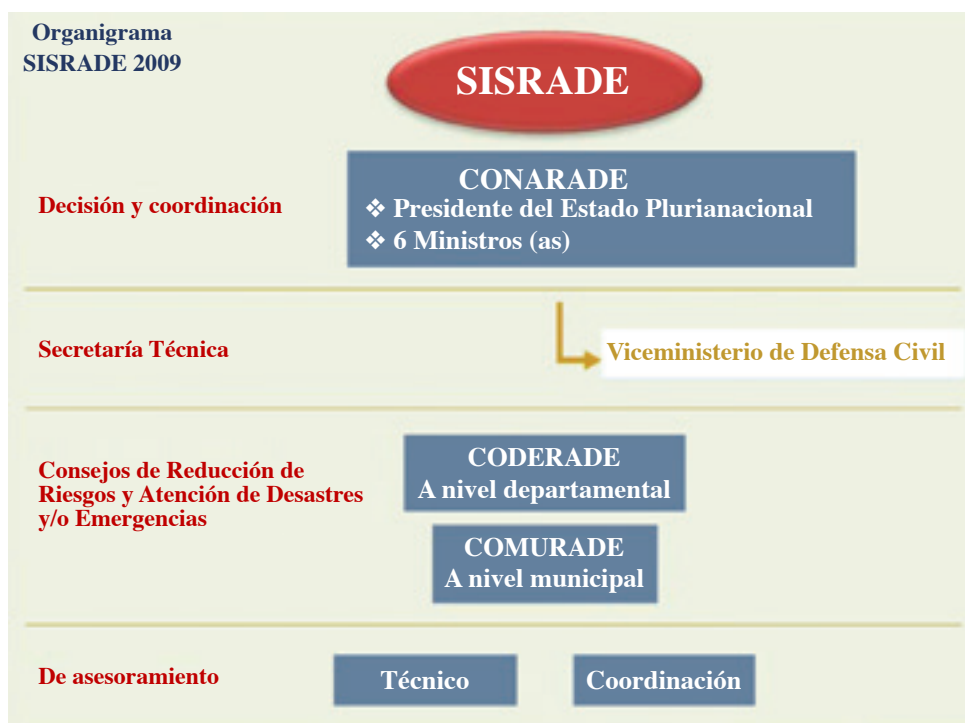 Organigrama
SISRADE 2009
SISRADE
Decisión y coordinación
CONARADE
❖ Presidente del Estado Plurianacional
❖ 6 Ministros (as)
Secretaría Técnica
Viceministerio de Defensa Civil
Consejos de Reducción de
Riesgos y Atención de Desastres
y/o Emergencias
CODERADE
A nivel departamental
COMURADE
A nivel municipal
De asesoramiento
Técnico
Coordinación